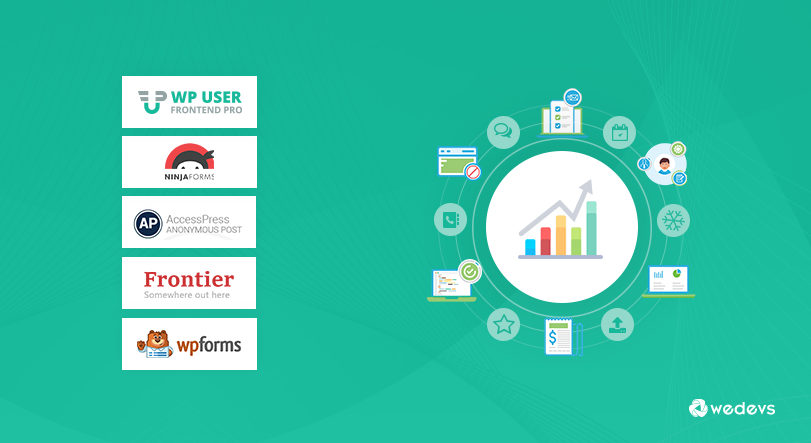 WP USER
FRONTEND PRO
NINJAFORMS
AP
AccessPress
ANONYMOUS POST
Frontier
Somewhere out here
wpforms
$
wedevs